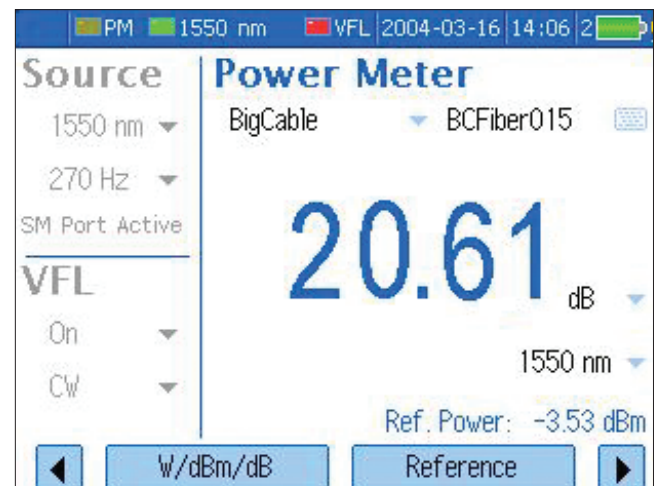 PM 1550 nm VFL 2004-03-16 14:06 2
Source
1550 nm
270 Hz
SM Port Active
VFL
On
CW
Power Meter
BigCable BCFiber015
20.61 dB
1550 nm
Ref. Power: -3.53 dBm
W/dBm/dB Reference